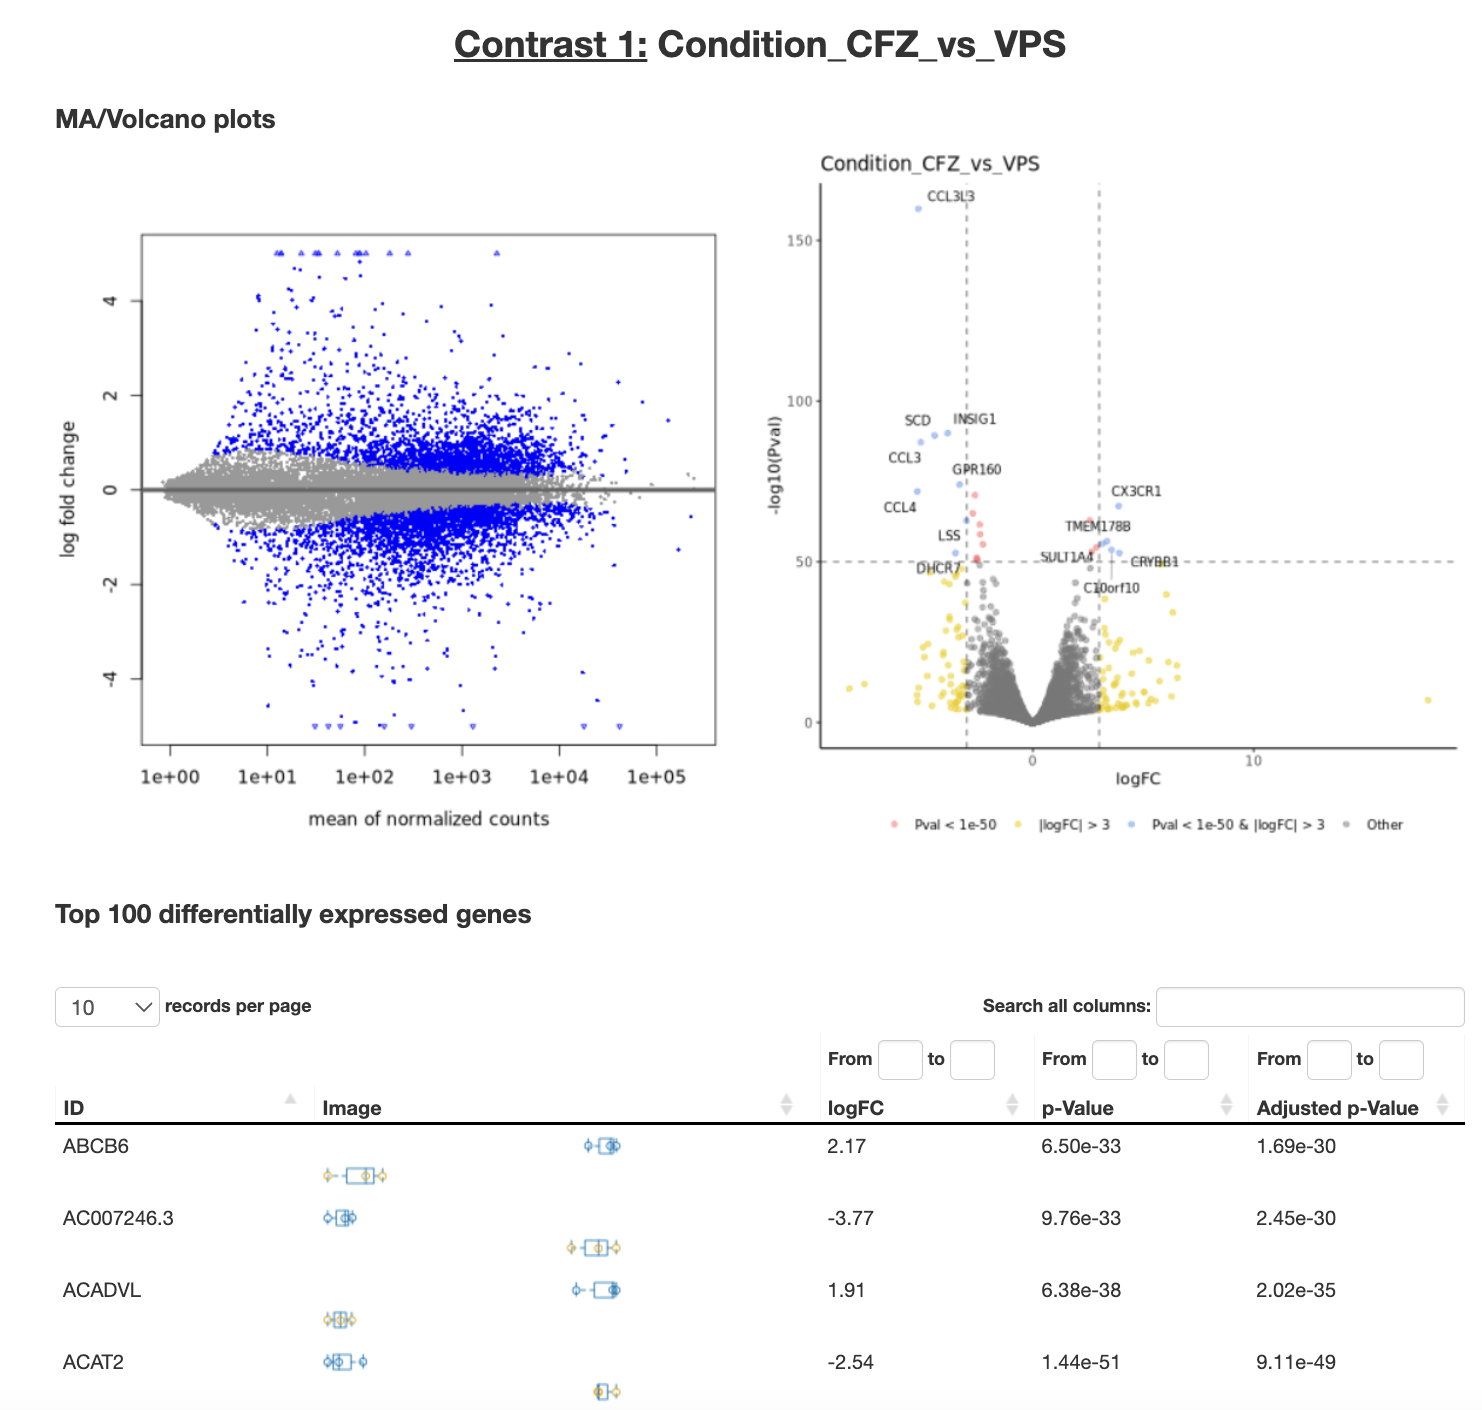 Contrast 1: Condition_CFZ_vs_VPS
MA/Volcano plots
4
2
0
-2
-4
log fold change
1e+00 1e+01 1e+02 1e+03 1e+04 1e+05
mean of normalized counts
Condition_CFZ_vs_VPS
150
100
50
0
-log10(Pval)
CCL3L3
SCD INSIG1
CCL3
GPR160
CCL4
CX3CR1
TMEM178B
LSS
SULT1A4 CRYBB1
DHCR7
C10orf10
0 10
logFC
Pval < 1e-50 |logFC| > 3 Pval < 1e-50 & |logFC| > 3 Other
Top 100 differentially expressed genes
10 records per page Search all columns:
From to From to From to
ID Image logFC p-Value Adjusted p-Value
ABCB6 2.17 6.50e-33 1.69e-30
AC007246.3 -3.77 9.76e-33 2.45e-30
ACADVL 1.91 6.38e-38 2.02e-35
ACAT2 -2.54 1.44e-51 9.11e-49